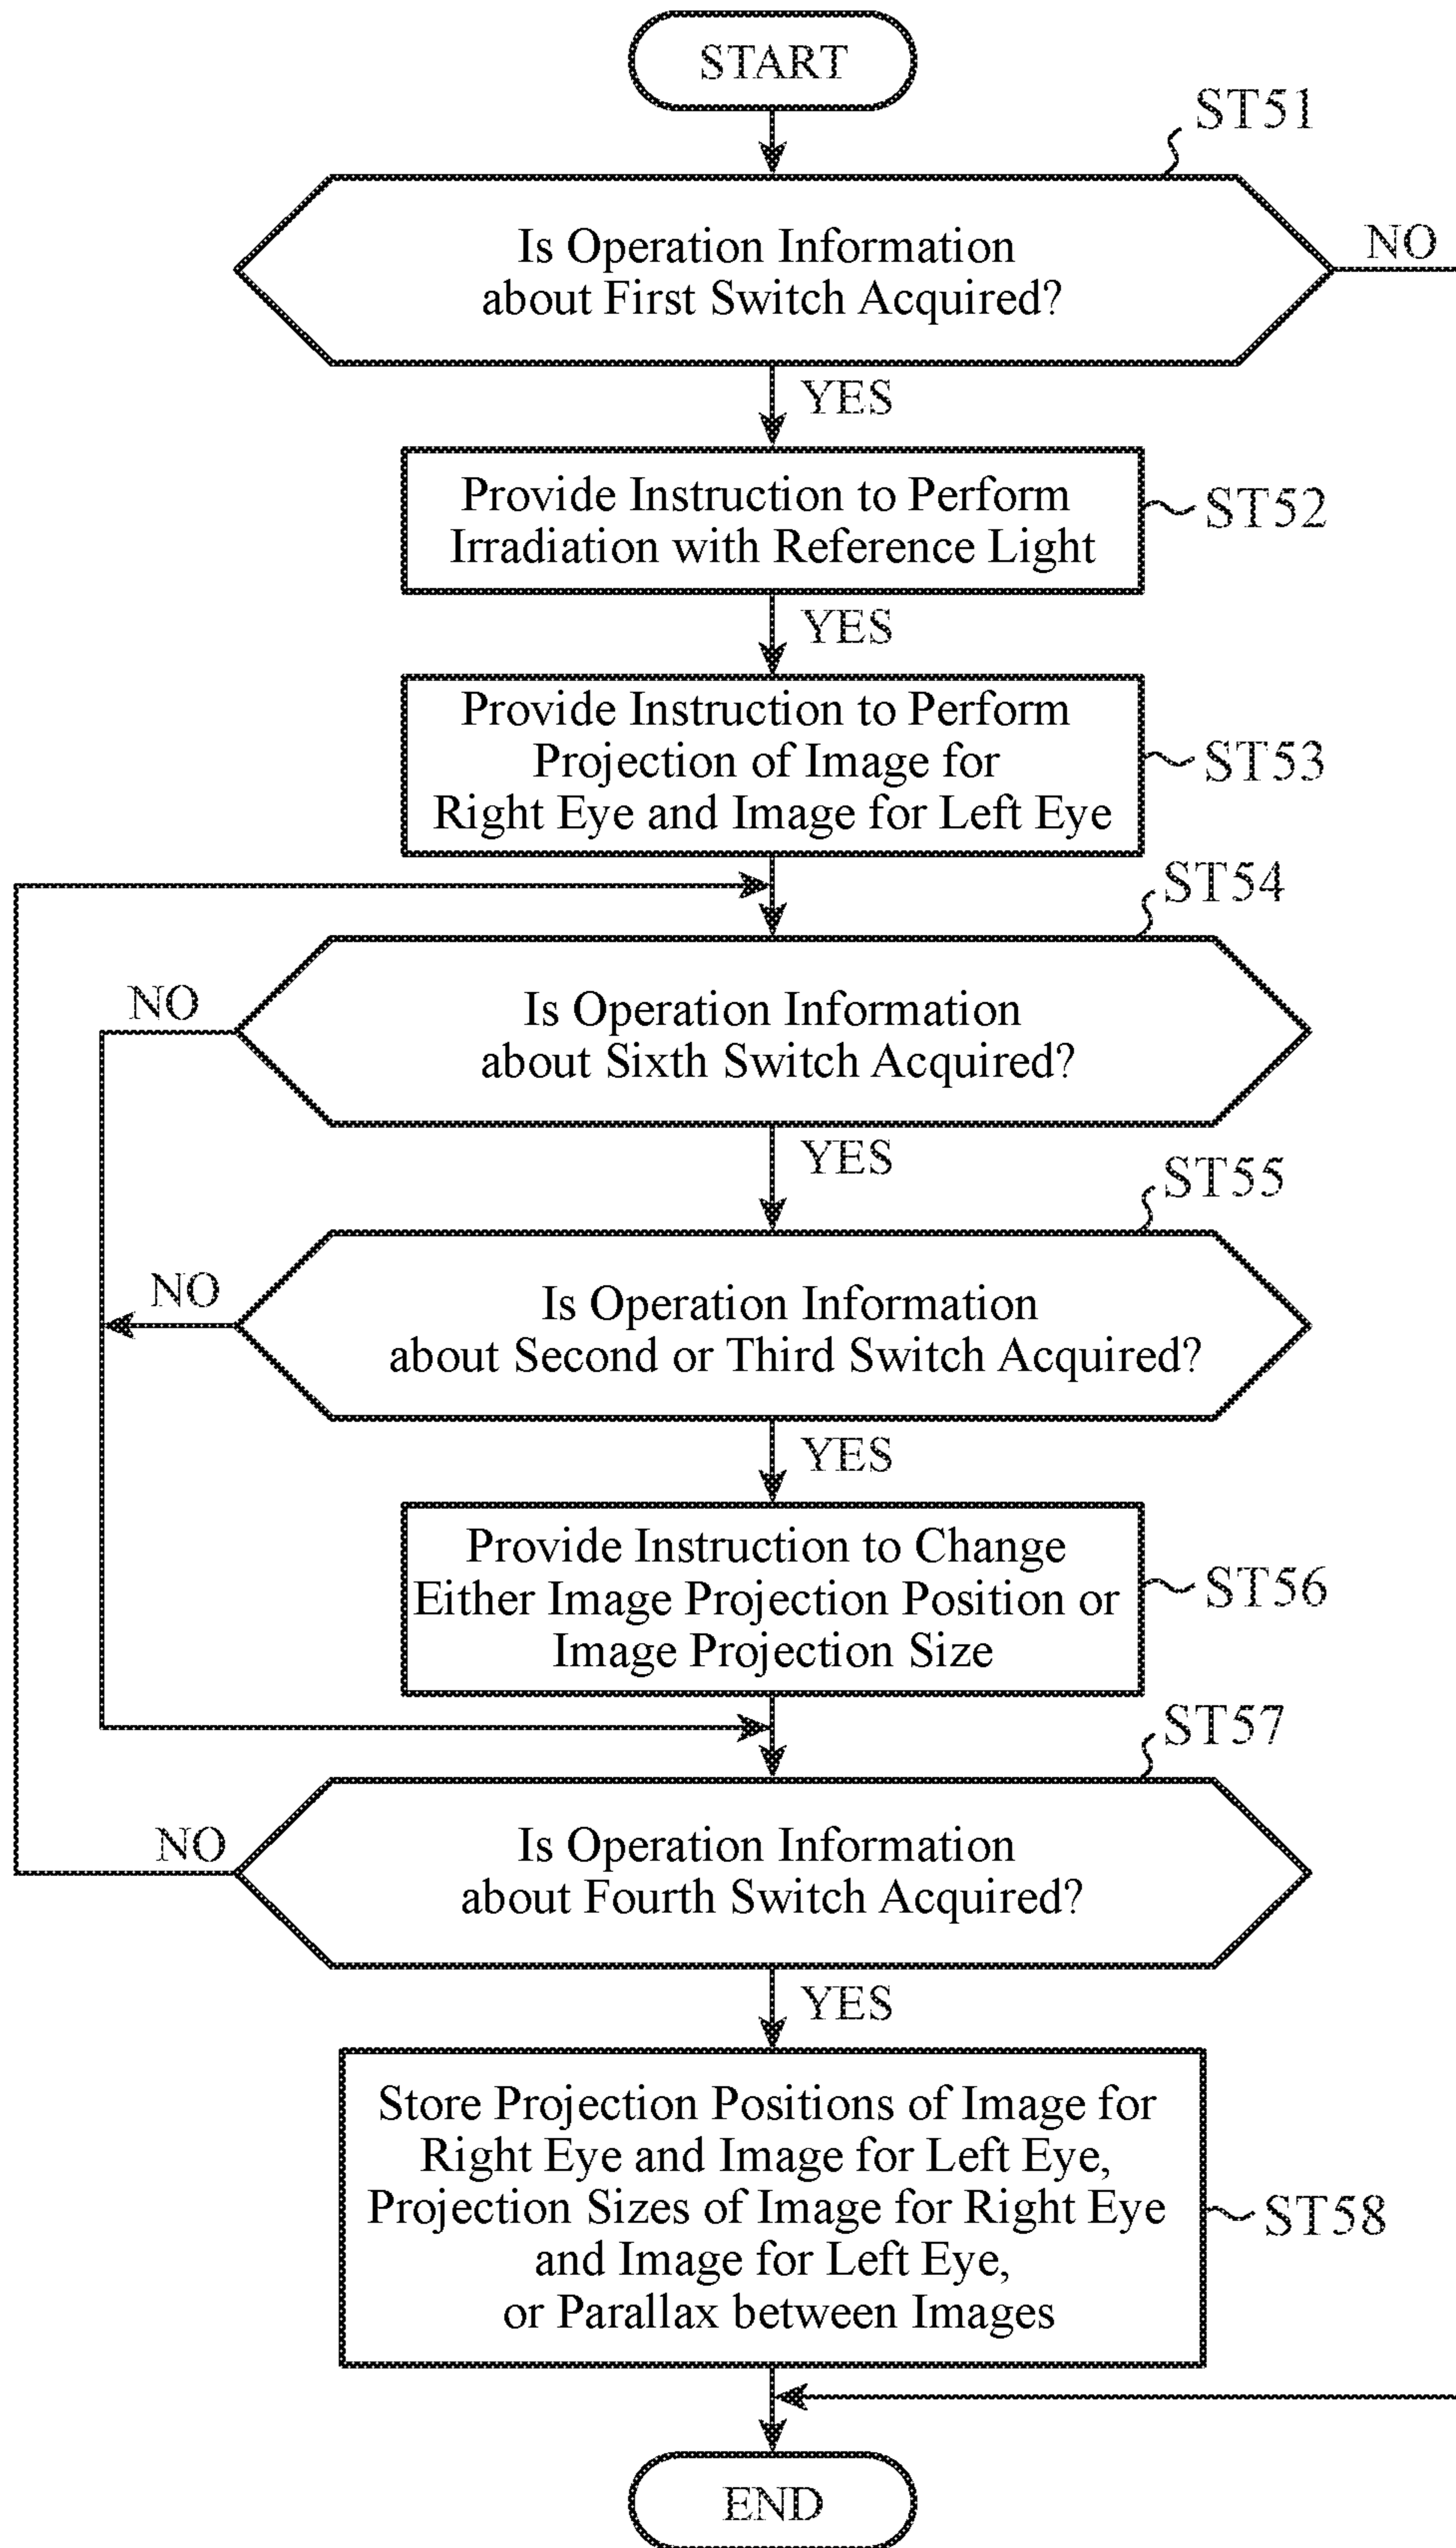 START
ST51
Is Operation Information
about First Switch Acquired?
NO
YES
Provide Instruction to Perform
Irradiation with Reference Light
ST52
YES
Provide Instruction to Perform
Projection of Image for
Right Eye and Image for Left Eye
ST53
ST54
NO
Is Operation Information
about Sixth Switch Acquired?
YES
ST55
NO
Is Operation Information
about Second or Third Switch Acquired?
YES
Provide Instruction to Change
Either Image Projection Position or
Image Projection Size
ST56
ST57
NO
Is Operation Information
about Fourth Switch Acquired?
YES
Store Projection Positions of Image for
Right Eye and Image for Left Eye,
Projection Sizes of Image for Right Eye
and Image for Left Eye,
or Parallax between Images
ST58
END